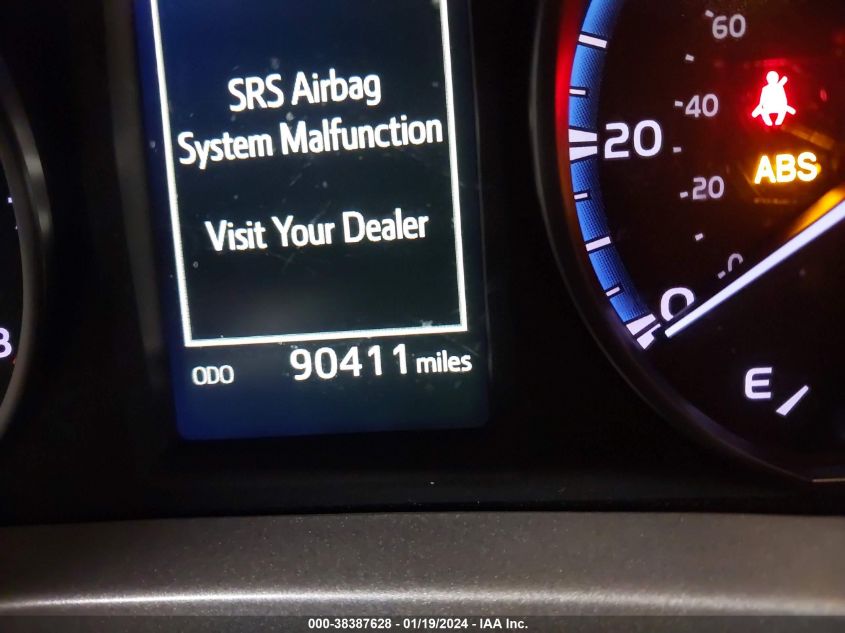 SRS Airbag
System Malfunction
Visit Your Dealer
ODO 90411 miles
60
40
20
20
ABS
0
0
E
000-38387628 - 01/19/2024 - IAA Inc.